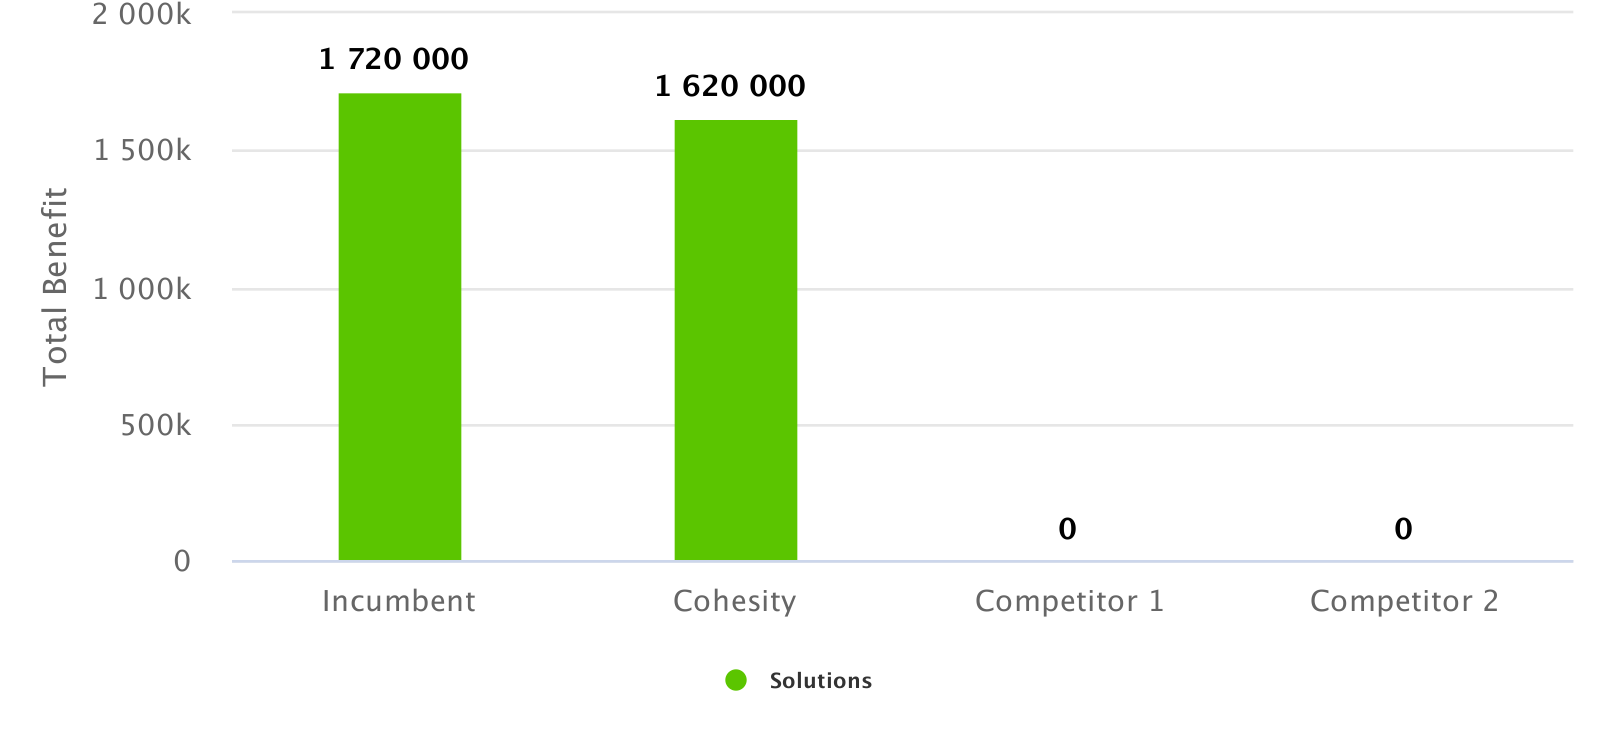 2 000k
1 720 000
1 620 000
1 500k
Total Benefit
1 000k
500k
0
0
0
Incumbent
Cohesity
Competitor 1
Competitor 2
Solutions